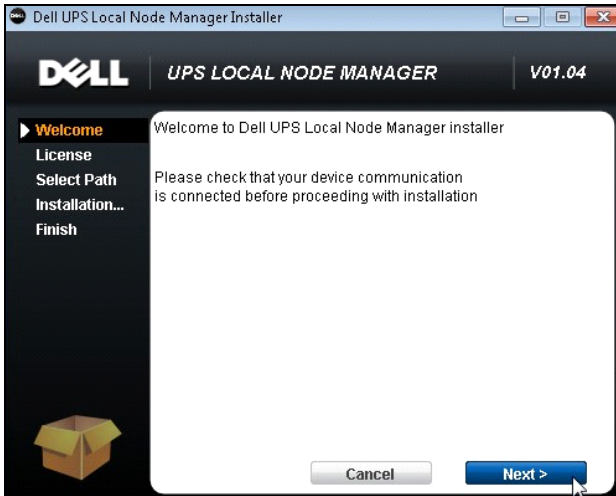 Dell UPS Local Node Manager Installer
DELL
UPS LOCAL NODE MANAGER
V01.04
Welcome
License
Select Path
Installation...
Finish
Welcome to Dell UPS Local Node Manager installer
Please check that your device communication
is connected before proceeding with installation
Cancel
Next >